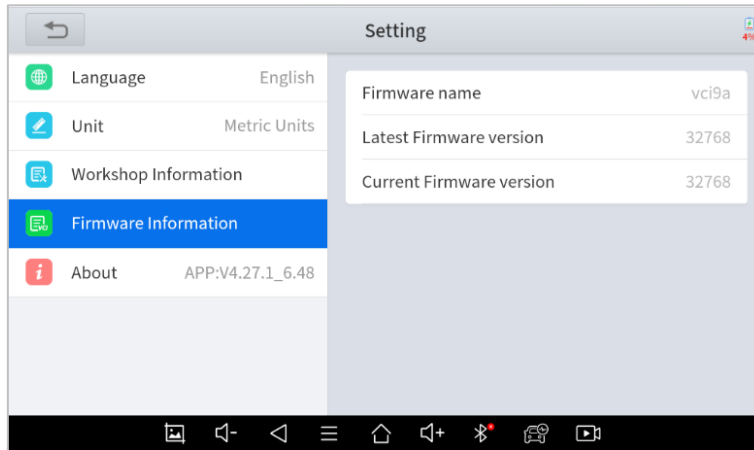 Setting
4%
Language English
Unit Metric Units
Workshop Information
Firmware Information
About APP:V4.27.1_6.48
Firmware name vci9a
Latest Firmware version 32768
Current Firmware version 32768